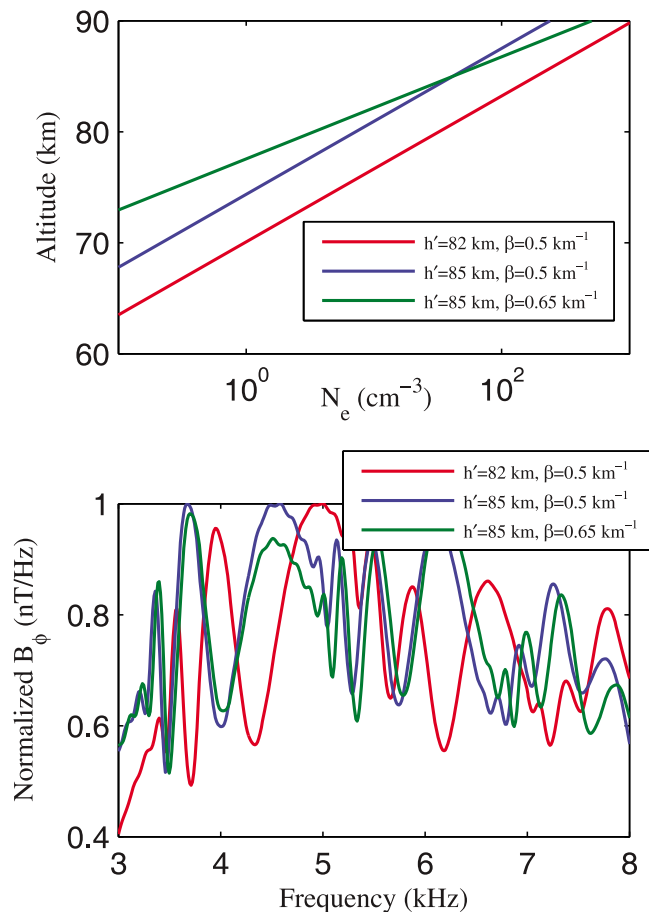 90
80
70
60
Altitude (km)
h′=82 km, β=0.5 km⁻¹
h′=85 km, β=0.5 km⁻¹
h′=85 km, β=0.65 km⁻¹
10⁰ 10²
Nₑ (cm⁻³)
h′=82 km, β=0.5 km⁻¹
h′=85 km, β=0.5 km⁻¹
h′=85 km, β=0.65 km⁻¹
1
0.8
0.6
0.4
Normalized B_ϕ (nT/Hz)
3 4 5 6 7 8
Frequency (kHz)